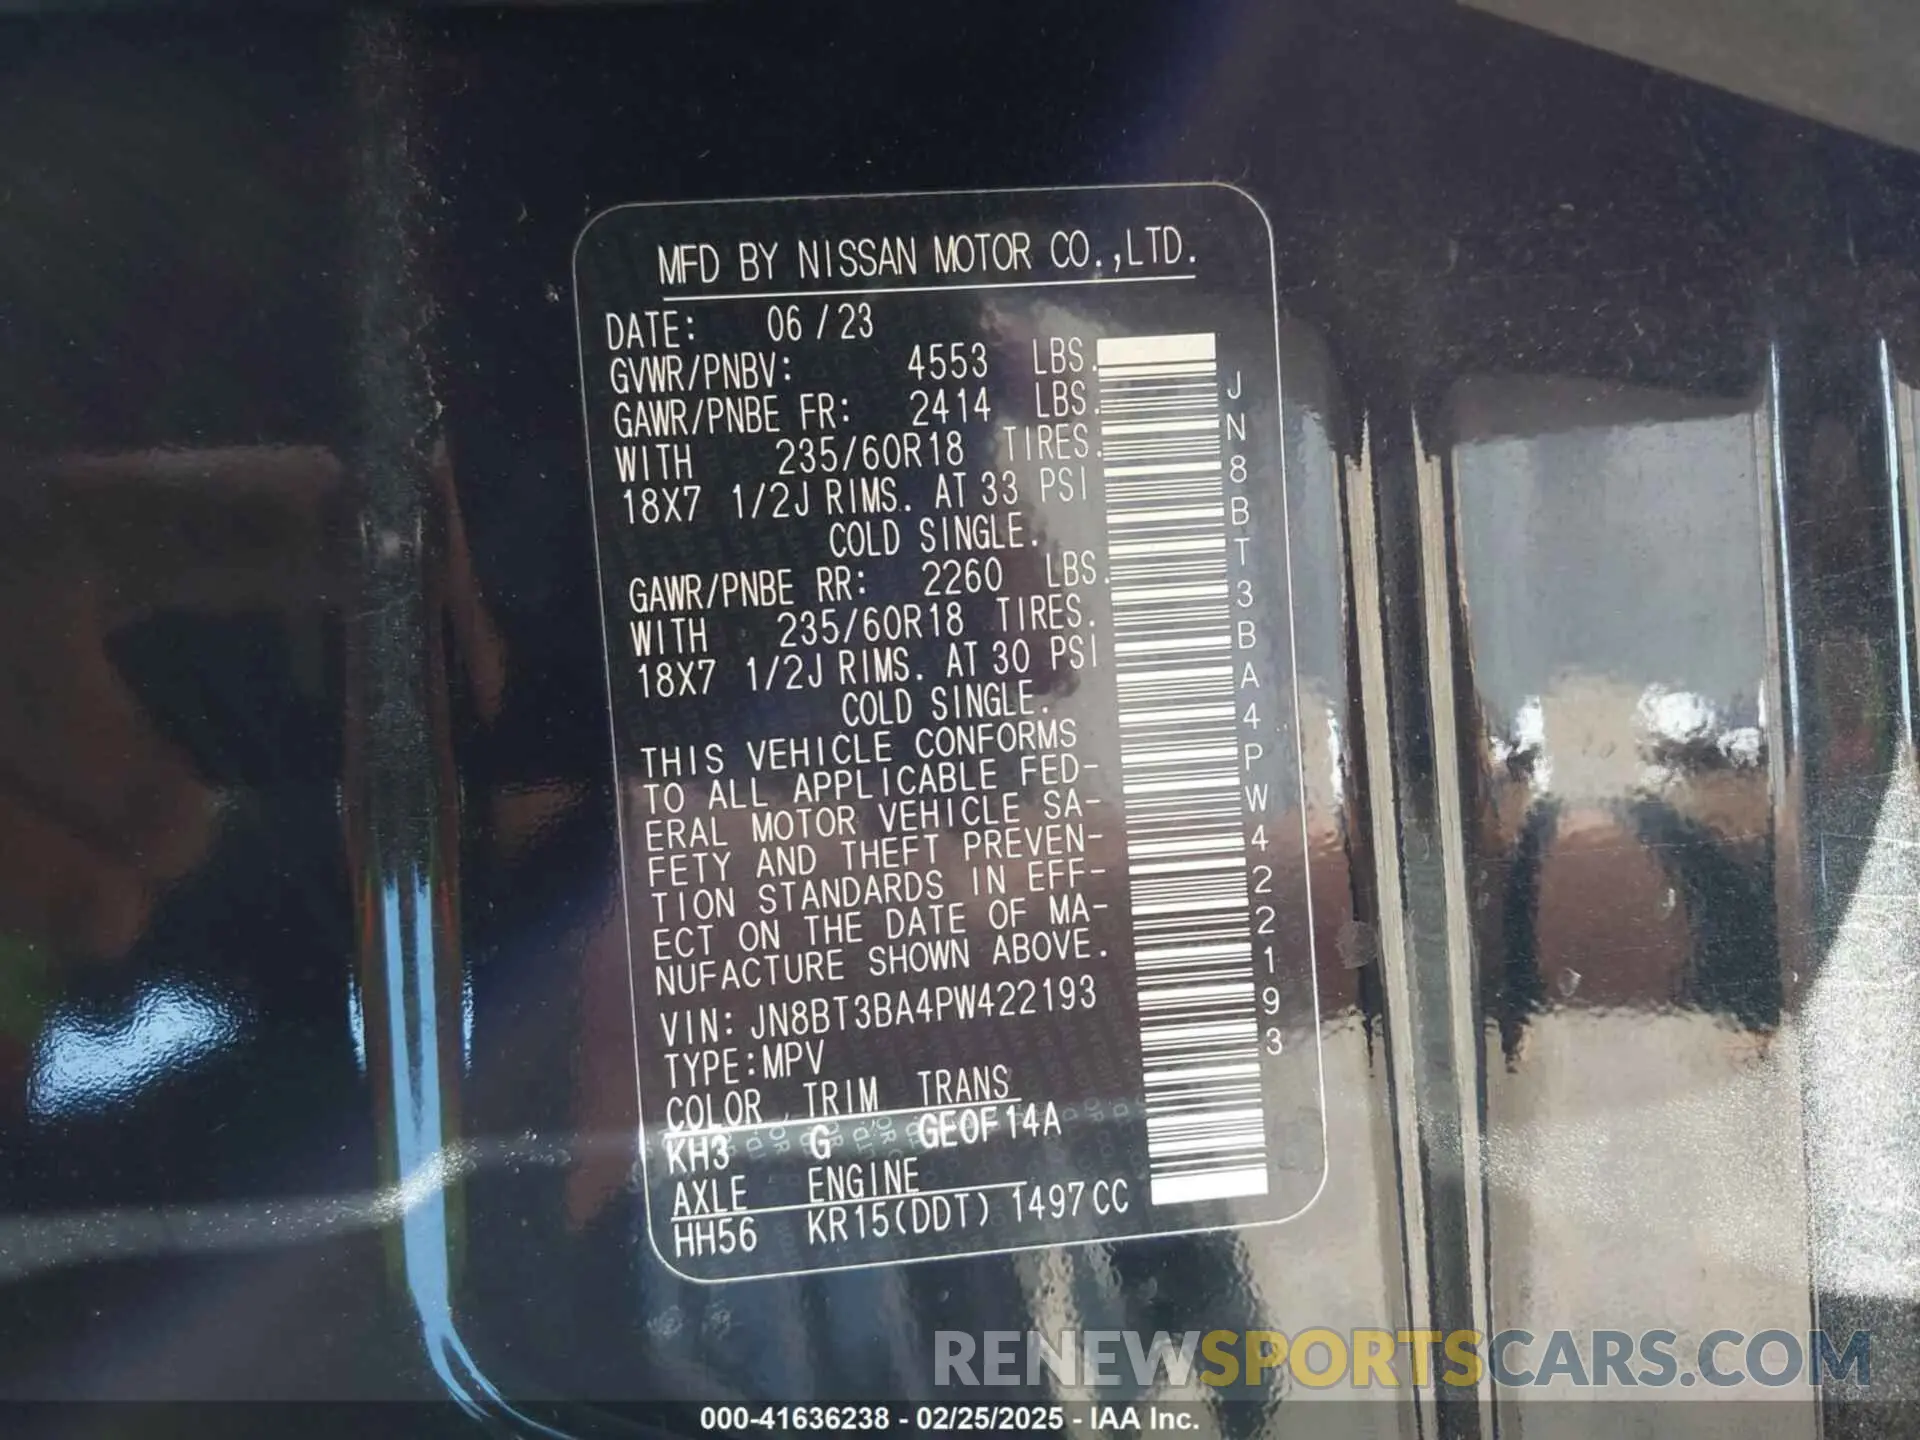 MFD BY NISSAN MOTOR CO.,LTD.
DATE: 06/23
GVWR/PNBV: 4553 LBS.
GAWR/PNBE FR: 2414 LBS.
WITH 235/60R18 TIRES.
18X7 1/2J RIMS. AT 33 PSI
COLD SINGLE.
GAWR/PNBE RR: 2260 LBS.
WITH 235/60R18 TIRES.
18X7 1/2J RIMS. AT 30 PSI
COLD SINGLE.
THIS VEHICLE CONFORMS
TO ALL APPLICABLE FED-
ERAL MOTOR VEHICLE SA-
FETY AND THEFT PREVEN-
TION STANDARDS IN EFF-
ECT ON THE DATE OF MA-
NUFACTURE SHOWN ABOVE.
VIN: JN8BT3BA4PW422193
TYPE:MPV
COLOR TRIM TRANS
KH3 G GE0F14A
AXLE ENGINE
HH56 KR15(DDT) 1497CC
JN8BT3BA4PW422193
RENEWSPORTSCARS.COM
000-41636238 - 02/25/2025 - IAA Inc.